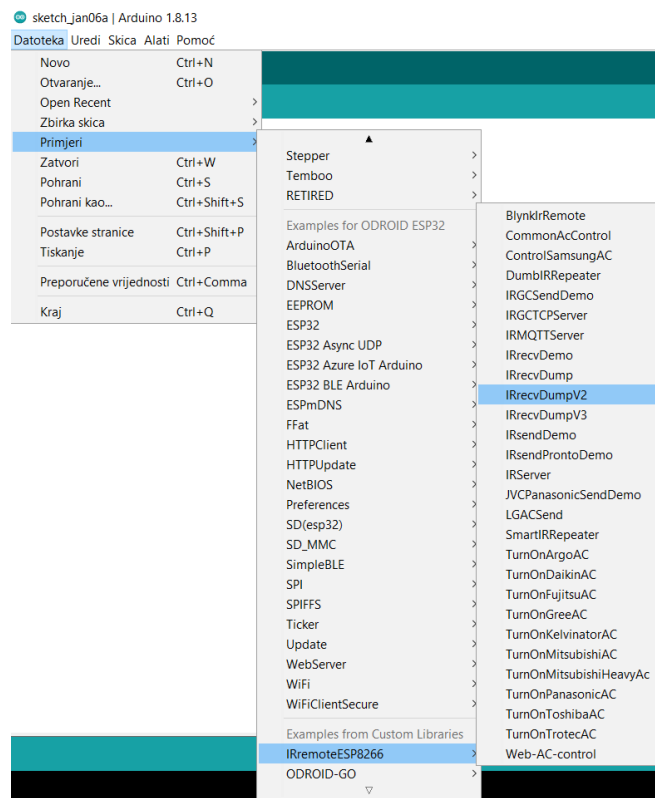 sketch_jan06a | Arduino 1.8.13
Datoteka Uredi Skica Alati Pomoć
Novo Ctrl+N
Otvaranje... Ctrl+O
Open Recent
Zbirka skica
Primjeri
Zatvori Ctrl+W
Pohrani Ctrl+S
Pohrani kao... Ctrl+Shift+S
Postavke stranice Ctrl+Shift+P
Tiskanje Ctrl+P
Preporučene vrijednosti Ctrl+Comma
Kraj Ctrl+Q
Stepper
Temboo
RETIRED
Examples for ODROID ESP32
ArduinoOTA
BluetoothSerial
DNSServer
EEPROM
ESP32
ESP32 Async UDP
ESP32 Azure IoT Arduino
ESP32 BLE Arduino
ESPmDNS
FFat
HTTPClient
HTTPUpdate
NetBIOS
Preferences
SD(esp32)
SD_MMC
SimpleBLE
SPI
SPIFFS
Ticker
Update
WebServer
WiFi
WiFiClientSecure
Examples from Custom Libraries
IRremoteESP8266
ODROID-GO
BlynkIrRemote
CommonAcControl
ControlSamsungAC
DumbIRRepeater
IRGCSendDemo
IRGCTCPServer
IRMQTTServer
IRrecvDemo
IRrecvDump
IRrecvDumpV2
IRrecvDumpV3
IRsendDemo
IRsendProntoDemo
IRServer
JVCPanasonicSendDemo
LGACSend
SmartIRRepeater
TurnOnArgoAC
TurnOnDaikinAC
TurnOnFujitsuAC
TurnOnGreeAC
TurnOnKelvinatorAC
TurnOnMitsubishiAC
TurnOnMitsubishiHeavyAc
TurnOnPanasonicAC
TurnOnToshibaAC
TurnOnTrotecAC
Web-AC-control